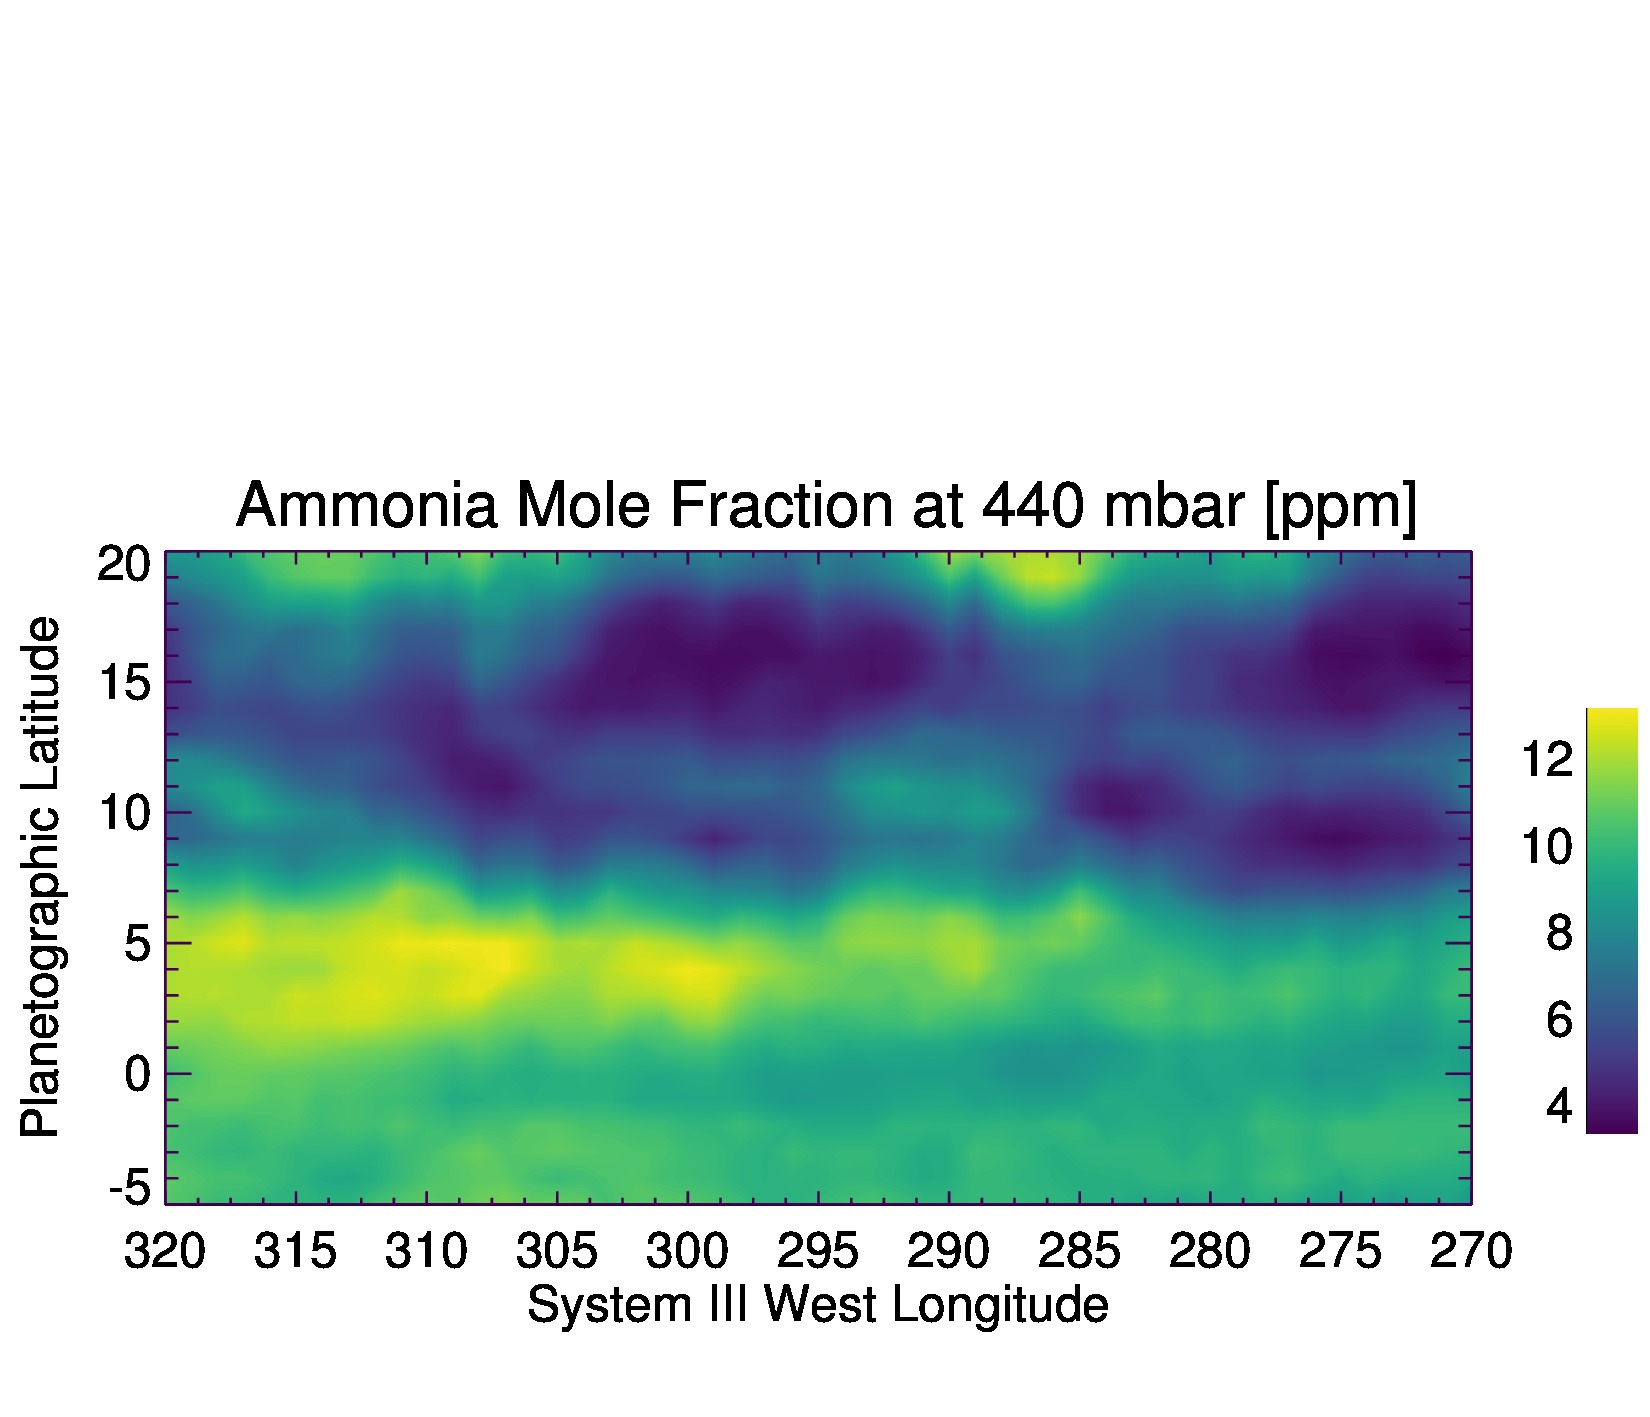 Ammonia Mole Fraction at 440 mbar [ppm]
20
15
10
5
0
-5
Planetographic Latitude
320 315 310 305 300 295 290 285 280 275 270
System III West Longitude
12
10
8
6
4